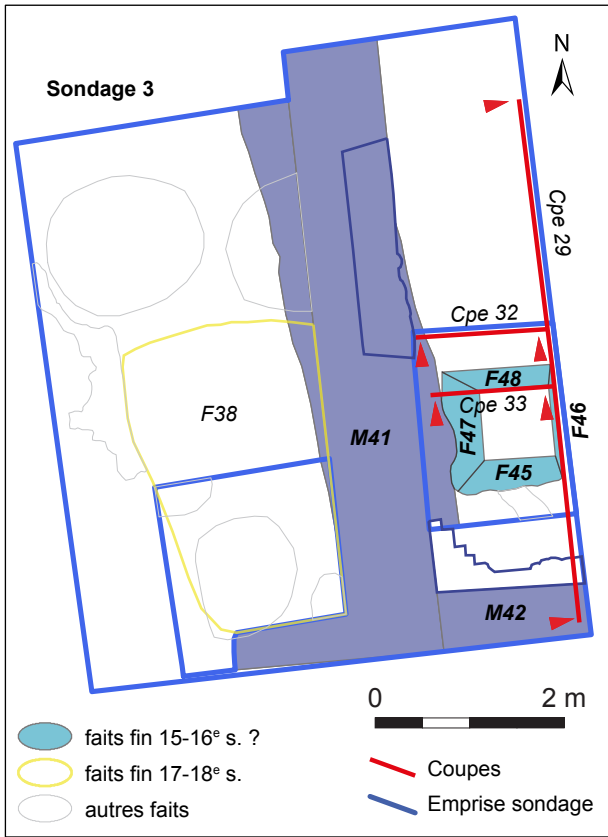 Sondage 3
N
Cpe 29
Cpe 32
F48
Cpe 33
F38
M41
F47
F46
F45
M42
0 2 m
faits fin 15-16e s. ?
faits fin 17-18e s.
autres faits
Coupes
Emprise sondage